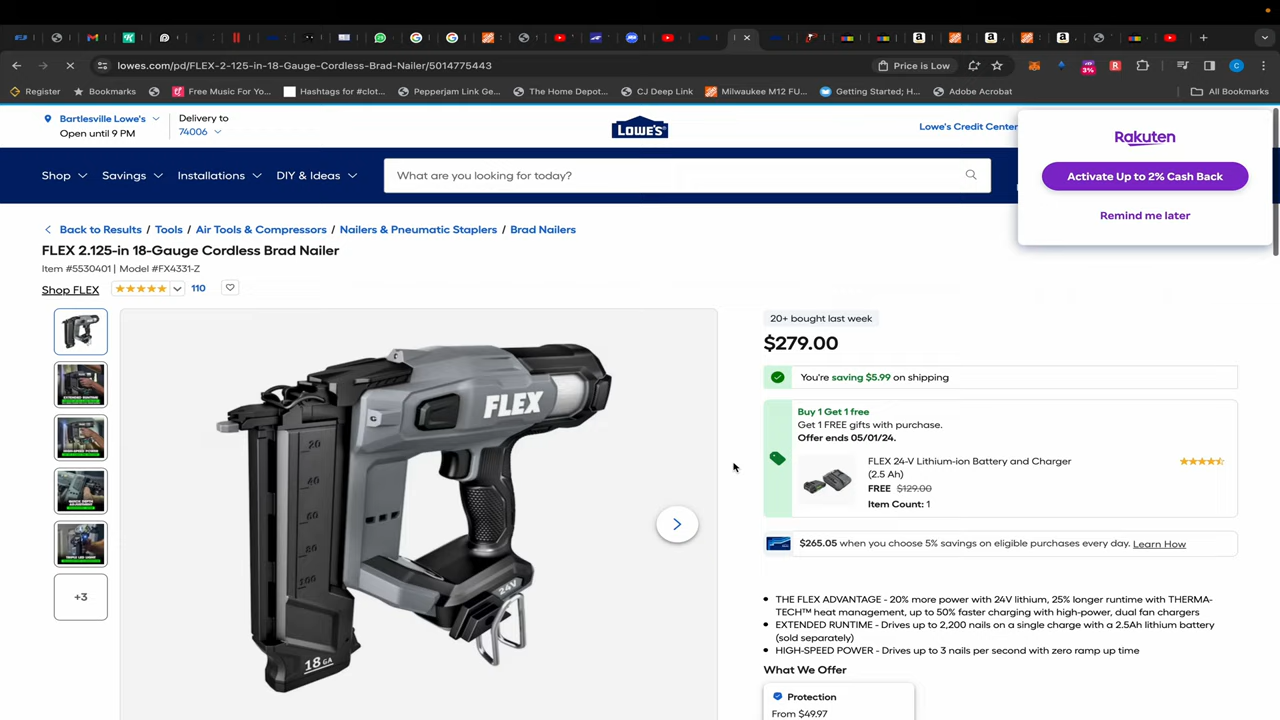 lowes.com/pd/FLEX-2-125-in-18-Gauge-Cordless-Brad-Nailer/5014775443
Price is Low
3%
Register
Bookmarks
Free Music For Yo...
Hashtags for #clot...
Pepperjam Link Ge...
The Home Depot...
CJ Deep Link
Milwaukee M12 FU...
Getting Started; H...
Adobe Acrobat
All Bookmarks
Bartlesville Lowe's
Open until 9 PM
Delivery to
74006
LOWE'S
Lowe's Credit Center
Rakuten
Activate Up to 2% Cash Back
Remind me later
Shop
Savings
Installations
DIY & Ideas
What are you looking for today?
Back to Results / Tools / Air Tools & Compressors / Nailers & Pneumatic Staplers / Brad Nailers
FLEX 2.125-in 18-Gauge Cordless Brad Nailer
Item #5530401 | Model #FX4331-Z
Shop FLEX
110
FLEX
20
40
60
80
100
24V
18 GA
+3
20+ bought last week
$279.00
You're saving $5.99 on shipping
Buy 1 Get 1 free
Get 1 FREE gifts with purchase.
Offer ends 05/01/24.
FLEX 24-V Lithium-ion Battery and Charger
(2.5 Ah)
FREE $129.00
Item Count: 1
$265.05 when you choose 5% savings on eligible purchases every day. Learn How
THE FLEX ADVANTAGE - 20% more power with 24V lithium, 25% longer runtime with THERMA-
TECH™ heat management, up to 50% faster charging with high-power, dual fan chargers
EXTENDED RUNTIME - Drives up to 2,200 nails on a single charge with a 2.5Ah lithium battery
(sold separately)
HIGH-SPEED POWER - Drives up to 3 nails per second with zero ramp up time
What We Offer
Protection
From $49.97